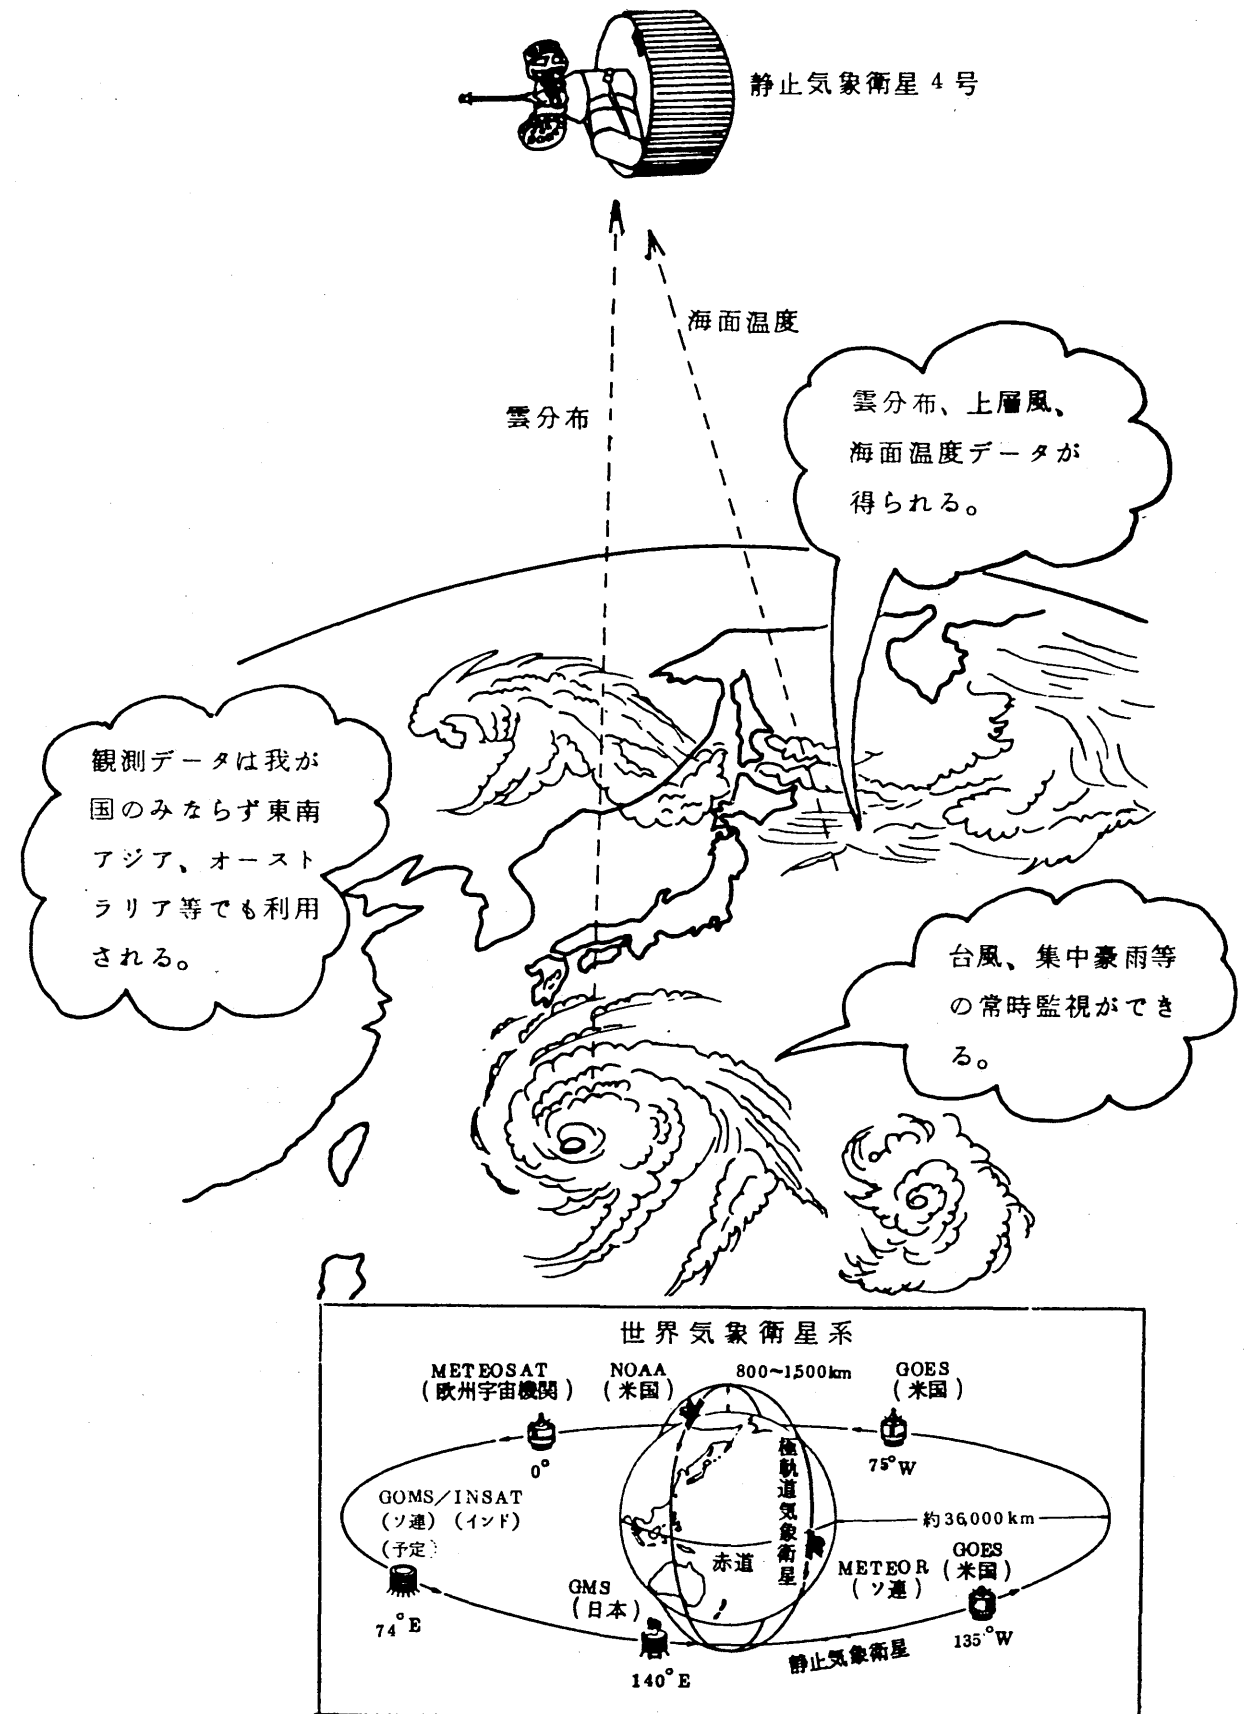 静止気象衛星4号
海面温度
雲分布
雲分布、上層風、
海面温度データが
得られる。
観測データは我が
国のみならず東南
アジア、オースト
ラリア等でも利用
される。
台風、集中豪雨等
の常時監視ができ
る。
世界気象衛星系
METEOSAT
(欧州宇宙機関)
NOAA
(米国)
800~1,500km
GOES
(米国)
0°
75°W
極軌道気象衛星
GOMS/INSAT
(ソ連)(インド)
(予定)
約36,000km
赤道
METEOR
(ソ連)
GOES
(米国)
GMS
(日本)
74°E
140°E
静止気象衛星
135°W